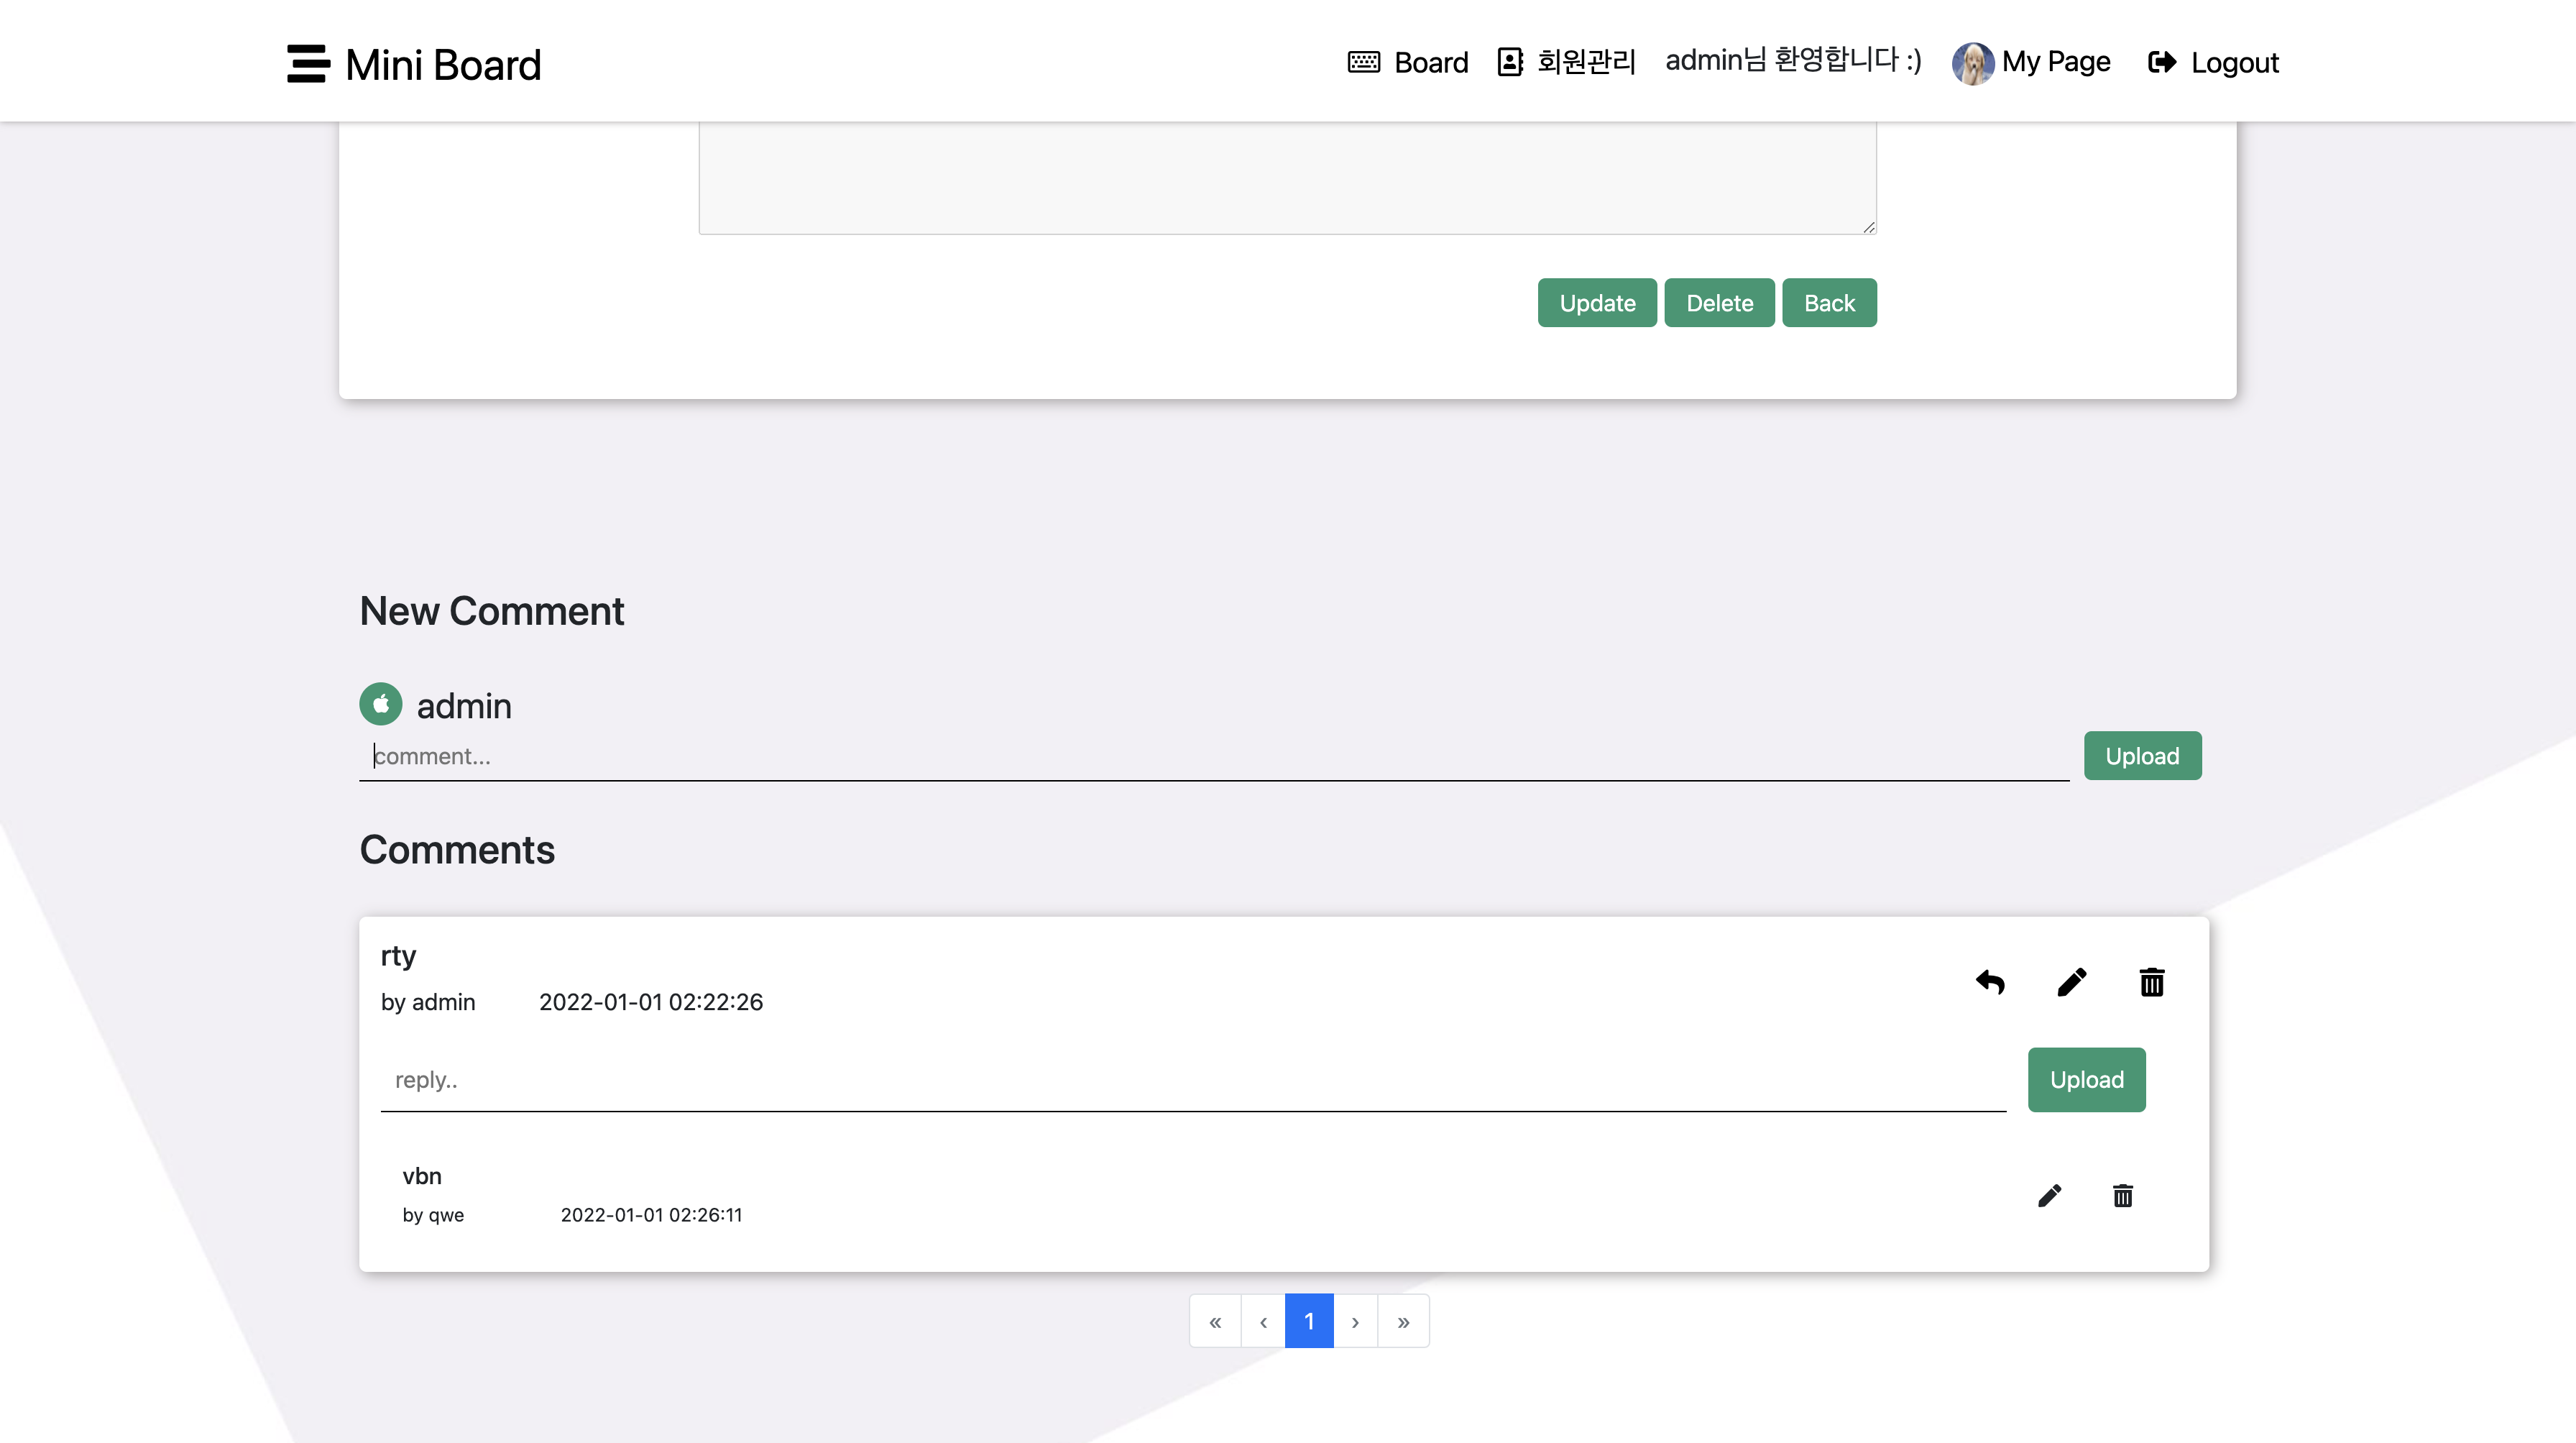 Mini Board
Board 회원관리 admin님 환영합니다 :) My Page Logout
Update Delete Back
New Comment
admin
comment... Upload
Comments
rty
by admin 2022-01-01 02:22:26
reply.. Upload
vbn
by qwe 2022-01-01 02:26:11
« ‹ 1 › »